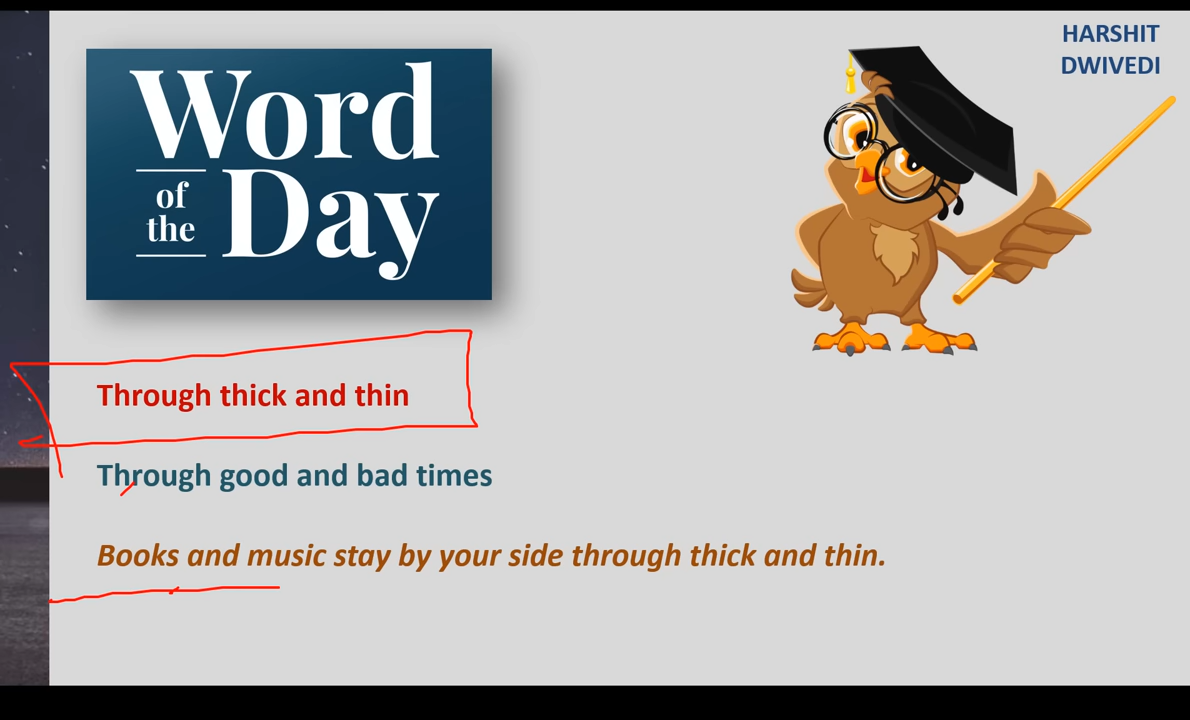 HARSHIT
DWIVEDI
Word
of
the
Day
Through thick and thin
Through good and bad times
Books and music stay by your side through thick and thin.